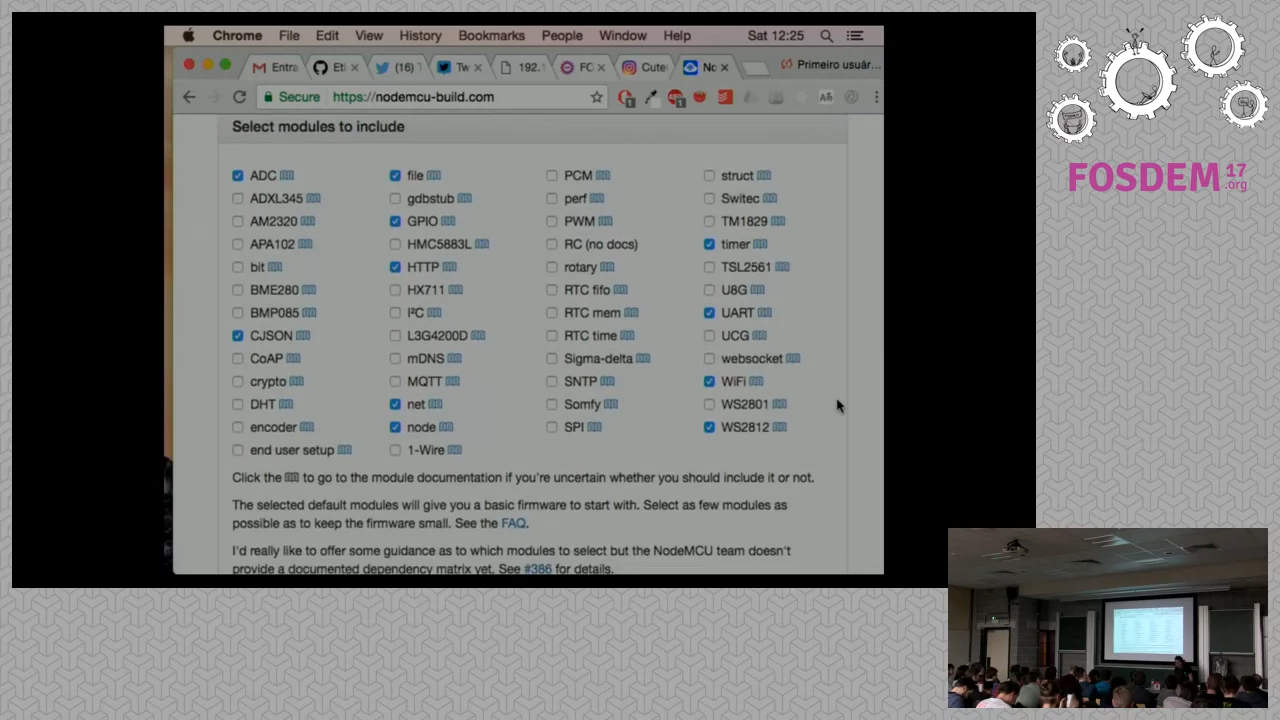 Chrome File Edit View History Bookmarks People Window Help Sat 12:25
Entra Eti (16) T Tw 192.1 FO Cute No Primeiro usuár...
Secure https://nodemcu-build.com
Select modules to include
ADC file PCM struct
ADXL345 gdbstub perf Switec
AM2320 GPIO PWM TM1829
APA102 HMC5883L RC (no docs) timer
bit HTTP rotary TSL2561
BME280 HX711 RTC fifo U8G
BMP085 I²C RTC mem UART
CJSON L3G4200D RTC time UCG
CoAP mDNS Sigma-delta websocket
crypto MQTT SNTP WiFi
DHT net Somfy WS2801
encoder node SPI WS2812
end user setup 1-Wire
Click the to go to the module documentation if you're uncertain whether you should include it or not.
The selected default modules will give you a basic firmware to start with. Select as few modules as
possible as to keep the firmware small. See the FAQ.
I'd really like to offer some guidance as to which modules to select but the NodeMCU team doesn't
provide a documented dependency matrix yet. See #386 for details.
FOSDEM 17
.org